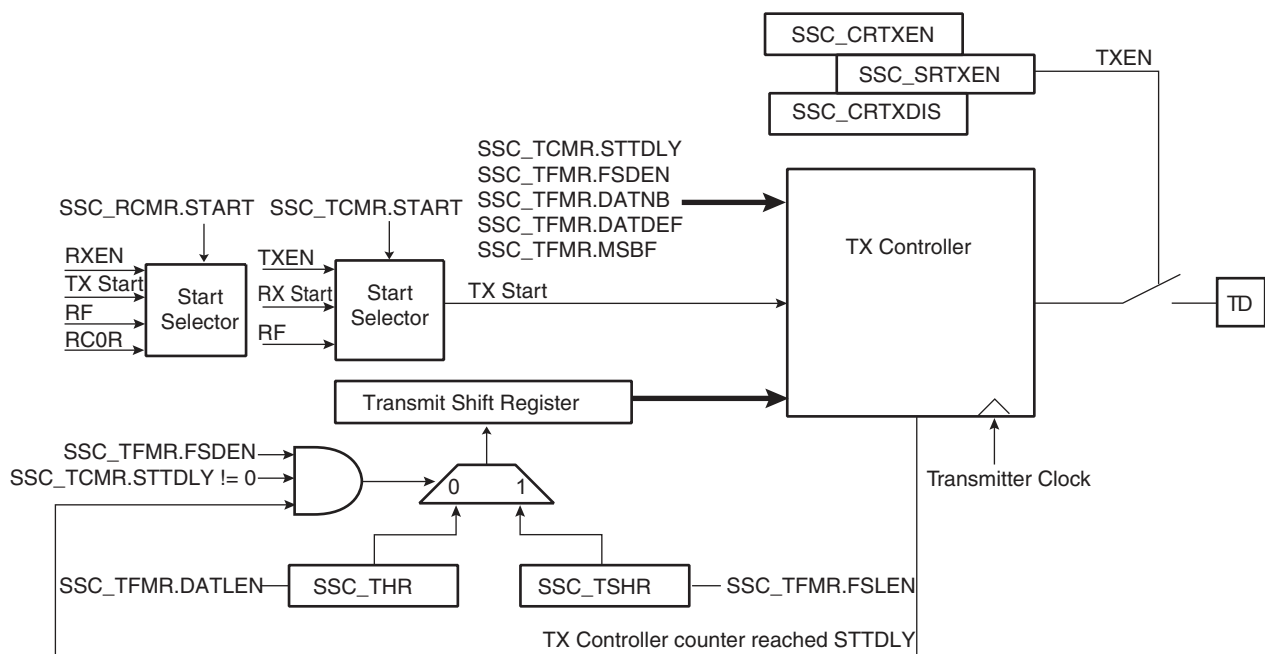 SSC_CRTXEN
SSC_SRTXEN
TXEN
SSC_CRTXDIS
SSC_TCMR.STTDLY
SSC_TFMR.FSDEN
SSC_TFMR.DATNB
SSC_TFMR.DATDEF
SSC_TFMR.MSBF
SSC_RCMR.START
SSC_TCMR.START
RXEN
TX Start
RF
RC0R
Start
Selector
TXEN
RX Start
RF
Start
Selector
TX Start
TX Controller
TD
Transmit Shift Register
SSC_TFMR.FSDEN
SSC_TCMR.STTDLY != 0
0
1
Transmitter Clock
SSC_TFMR.DATLEN
SSC_THR
SSC_TSHR
SSC_TFMR.FSLEN
TX Controller counter reached STTDLY